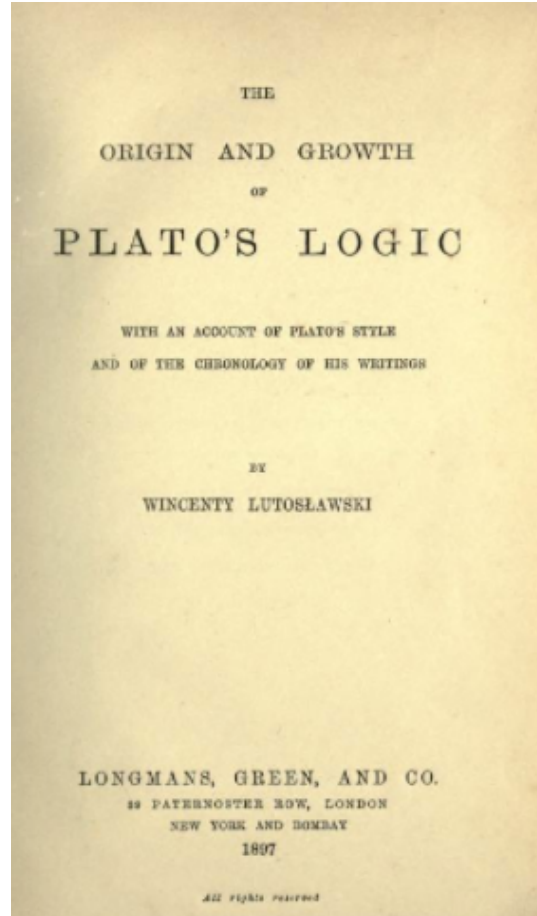 THE
ORIGIN AND GROWTH
OF
PLATO'S LOGIC
WITH AN ACCOUNT OF PLATO'S STYLE
AND OF THE CHRONOLOGY OF HIS WRITINGS
BY
WINCENTY LUTOSŁAWSKI
LONGMANS, GREEN, AND CO.
39 PATERNOSTER ROW, LONDON
NEW YORK AND BOMBAY
1897
All rights reserved